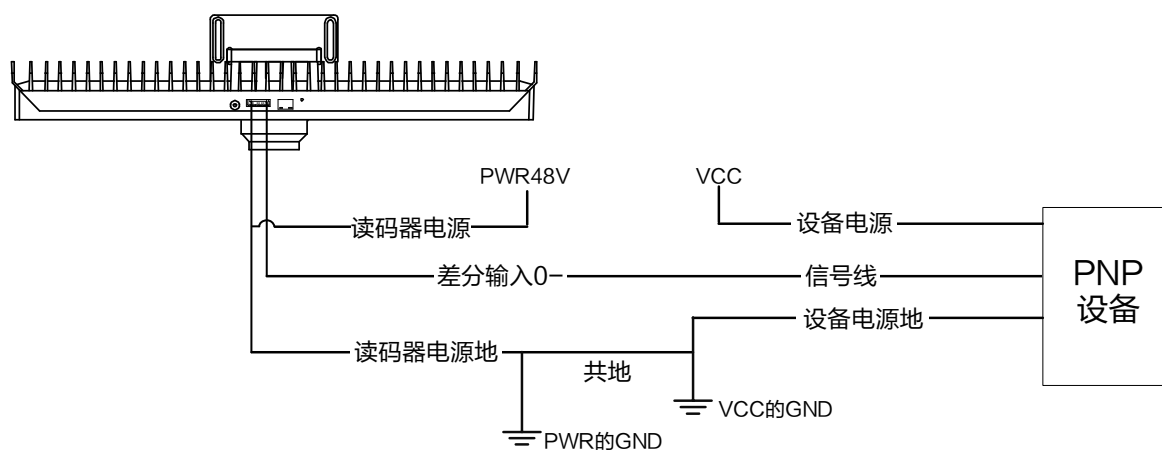 PWR48V
VCC
读码器电源
设备电源
差分输入0-
信号线
PNP
设备
设备电源地
读码器电源地
共地
VCC的GND
PWR的GND